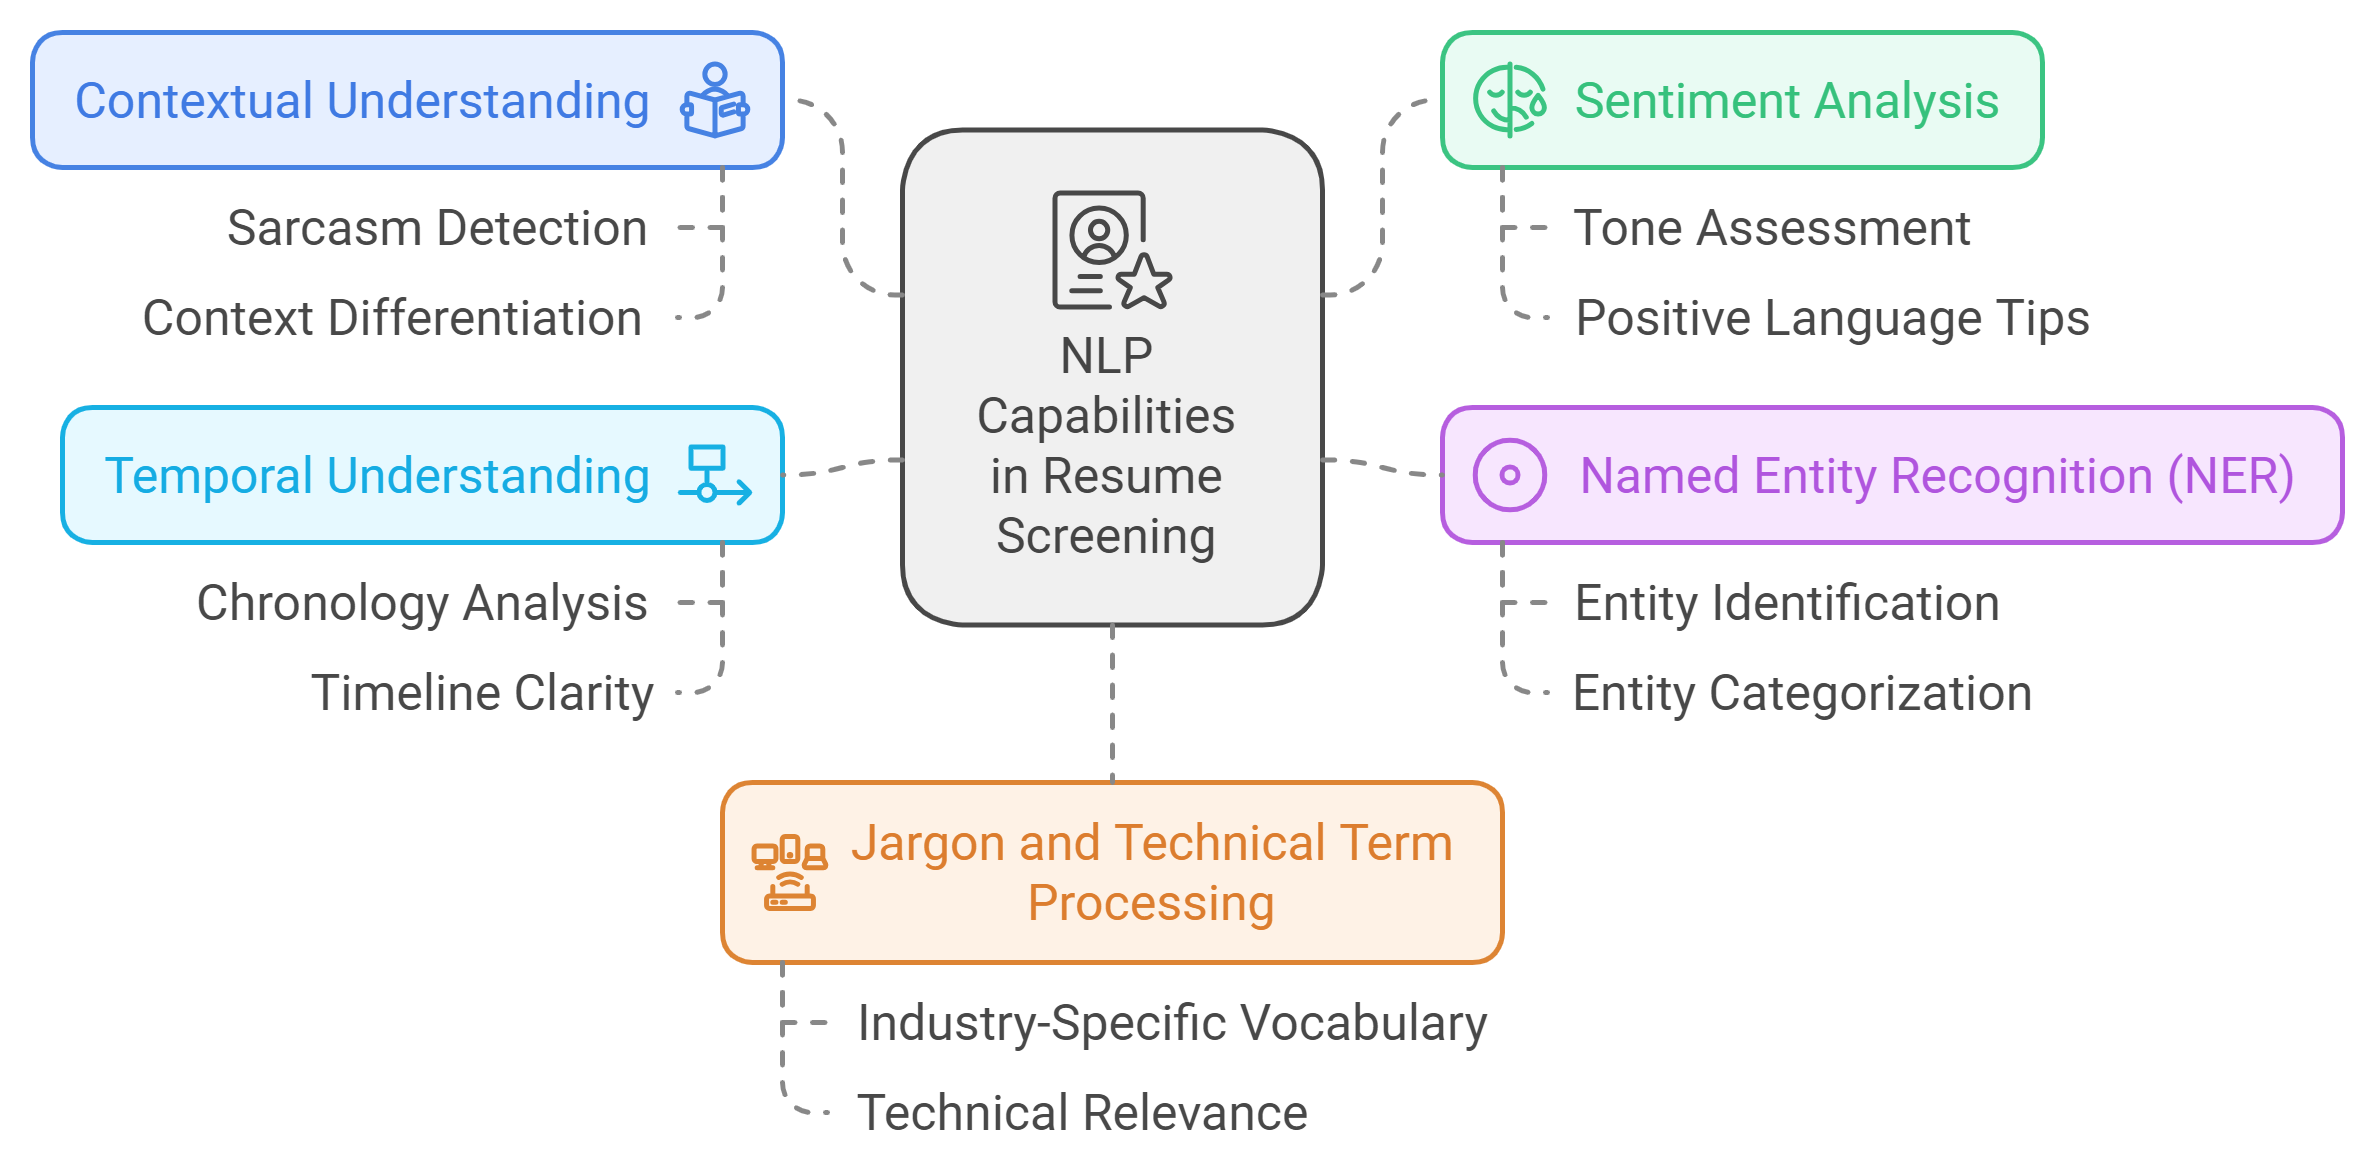 Contextual Understanding
Sarcasm Detection
Context Differentiation
Temporal Understanding
Chronology Analysis
Timeline Clarity
NLP
Capabilities
in Resume
Screening
Sentiment Analysis
Tone Assessment
Positive Language Tips
Named Entity Recognition (NER)
Entity Identification
Entity Categorization
Jargon and Technical Term
Processing
Industry-Specific Vocabulary
Technical Relevance